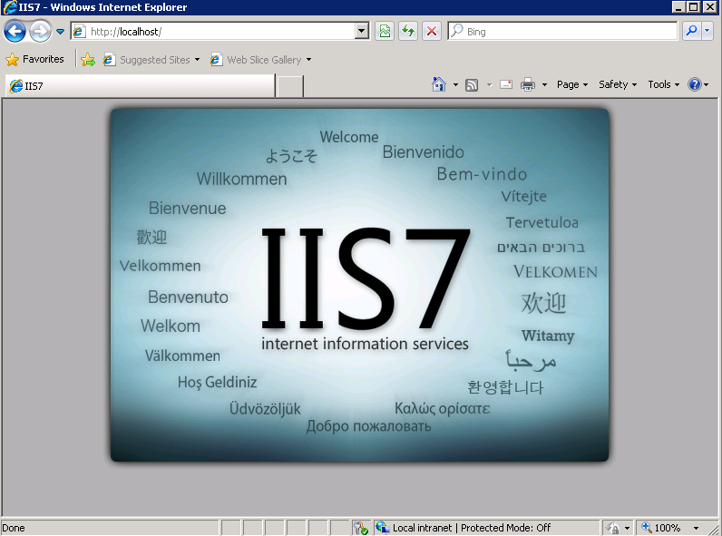 IIS7 - Windows Internet Explorer
http://localhost/
Bing
Favorites
Suggested Sites
Web Slice Gallery
IIS7
Page
Safety
Tools
Welcome
ようこそ
Bienvenido
Willkommen
Bem-vindo
Vítejte
Bienvenue
Tervetuloa
歡迎
ברוכים הבאים
Velkommen
VELKOMEN
Benvenuto
欢迎
Welkom
Witamy
Välkommen
مرحباً
Hoş Geldiniz
환영합니다
Üdvözöljük
Καλώς ορίσατε
Добро пожаловать
IIS7
internet information services
Done
Local intranet | Protected Mode: Off
100%